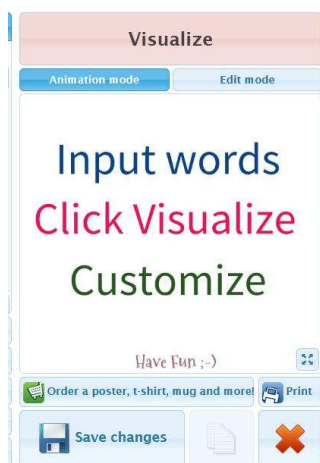 Visualize
Animation mode Edit mode
Input words
Click Visualize
Customize
Have Fun ;-)
Order a poster, t-shirt, mug and more! Print
Save changes